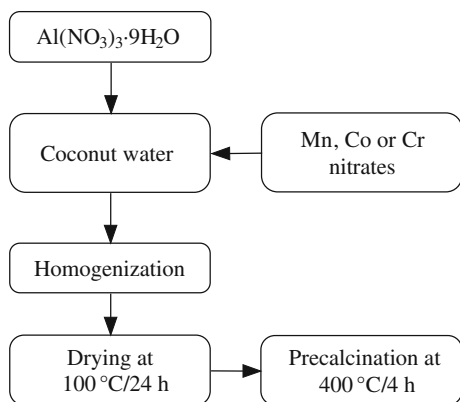 Al(NO₃)₃·9H₂O
Coconut water
Mn, Co or Cr
nitrates
Homogenization
Drying at
100 °C/24 h
Precalcination at
400 °C/4 h